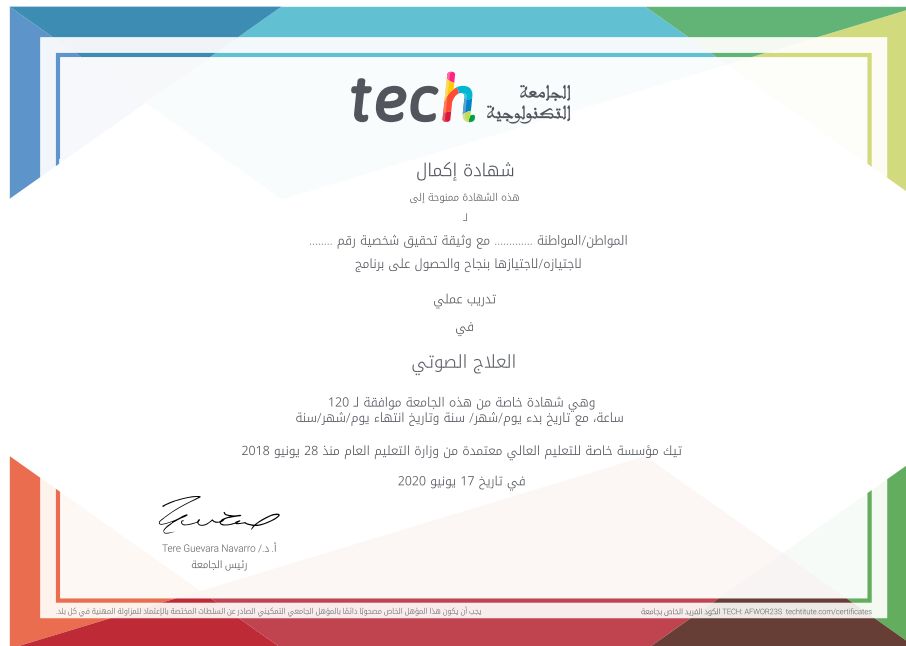 tech الجامعة
التكنولوجية
شهادة إكمال
هذه الشهادة ممنوحة إلى
لـ
المواطن/المواطنة ............. مع وثيقة تحقيق شخصية رقم ........
لاجتيازه/لاجتيازها بنجاح والحصول على برنامج
تدريب عملي
في
العلاج الصوتي
وهي شهادة خاصة من هذه الجامعة موافقة لـ 120
ساعة، مع تاريخ بدء يوم/شهر/ سنة وتاريخ انتهاء يوم/شهر/سنة
تيك مؤسسة خاصة للتعليم العالي معتمدة من وزارة التعليم العام منذ 28 يونيو 2018
في تاريخ 17 يونيو 2020
أ.د./ Tere Guevara Navarro
رئيس الجامعة
يجب أن يكون هذا المؤهل الخاص مصحوبًا دائمًا بالمؤهل الجامعي التمكيني الصادر عن السلطات المختصة بالإعتماد للمزاولة المهنية في كل بلد.
الكود الفريد الخاص بجامعة TECH: AFWOR23S techtitute.com/certificates